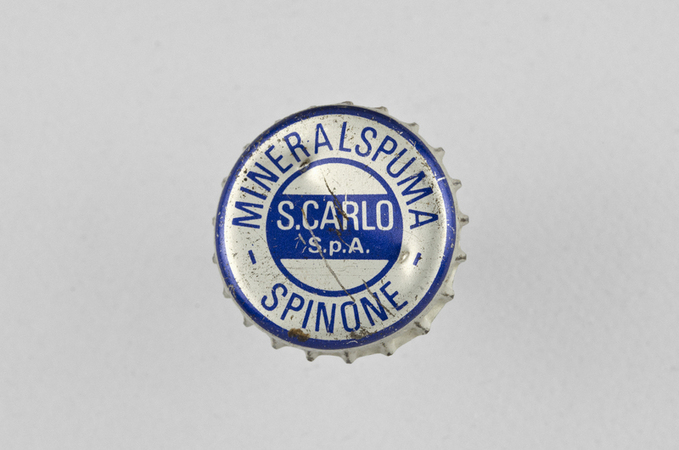 MINERALSPUMA
S.CARLO
S.p.A.
- SPINONE -